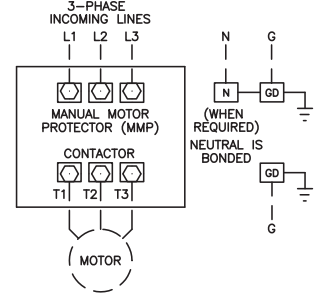 3-PHASE
INCOMING LINES
L1 L2 L3 N G
N GD
MANUAL MOTOR
PROTECTOR (MMP)
(WHEN
REQUIRED)
NEUTRAL IS
BONDED
CONTACTOR
GD
T1 T2 T3
G
MOTOR